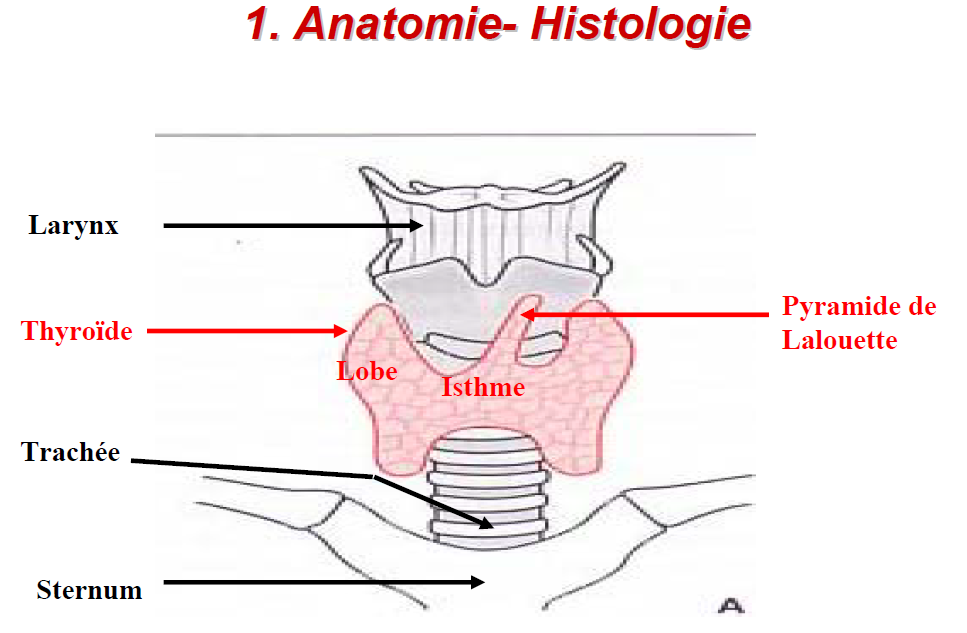 1. Anatomie- Histologie
Larynx
Pyramide de
Lalouette
Thyroïde
Lobe
Isthme
Trachée
Sternum
A